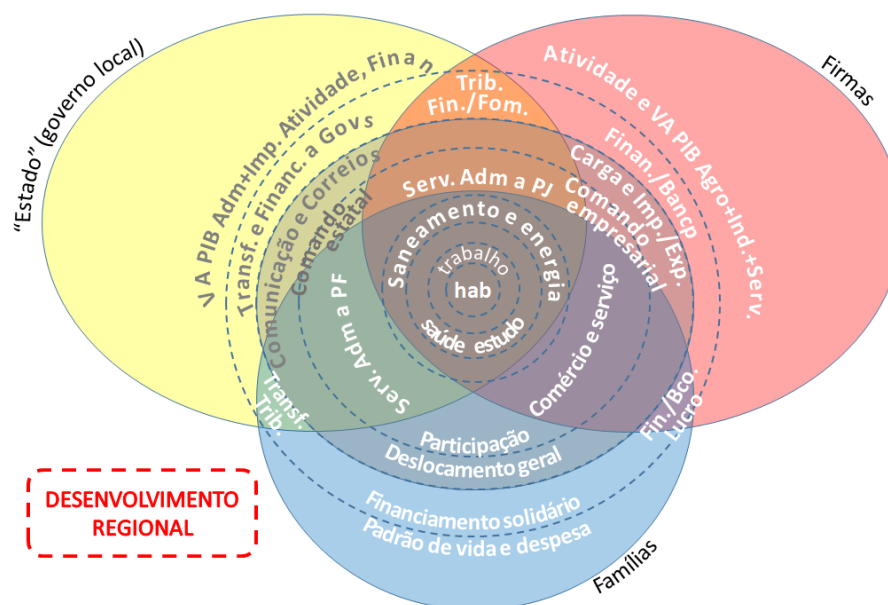 "Estado" (governo local)
Firmas
Famílias
VA PIB Adm+Imp. Atividade, Finan
Transf. e Financ. a Govs
Comunicação e Correios
Comando
estatal
Trib.
Fin./Fom.
Atividade e VA PIB Agro+Ind.+Serv.
Finan./Bancp
Carga e Imp./Exp.
Comando
empresarial
Serv. Adm a PJ
Saneamento e energia
trabalho
hab
saúde estudo
Serv. Adm a PF
Comércio e serviço
Transf.
Trib.
Fin./Bco.
Lucro
Participação
Deslocamento geral
Financiamento solidário
Padrão de vida e despesa
DESENVOLVIMENTO
REGIONAL